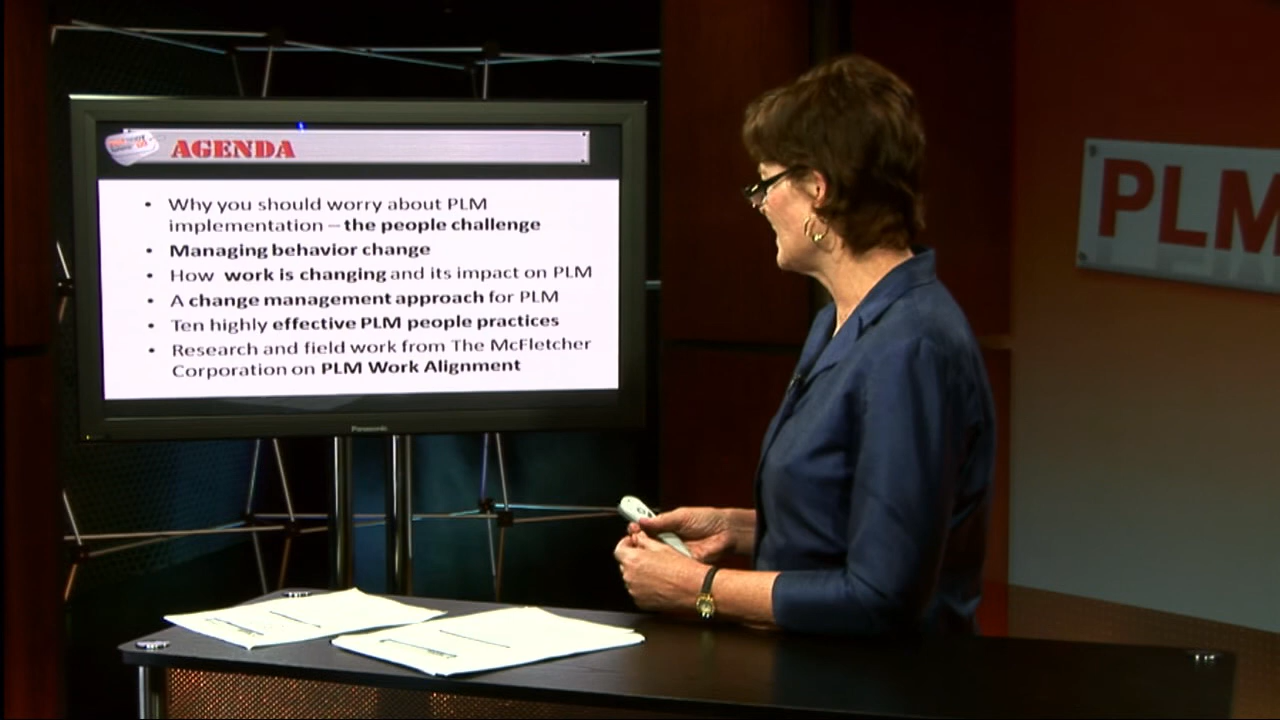 AGENDA
• Why you should worry about PLM
implementation – the people challenge
• Managing behavior change
• How work is changing and its impact on PLM
• A change management approach for PLM
• Ten highly effective PLM people practices
• Research and field work from The McFletcher
Corporation on PLM Work Alignment
Panasonic
PLM